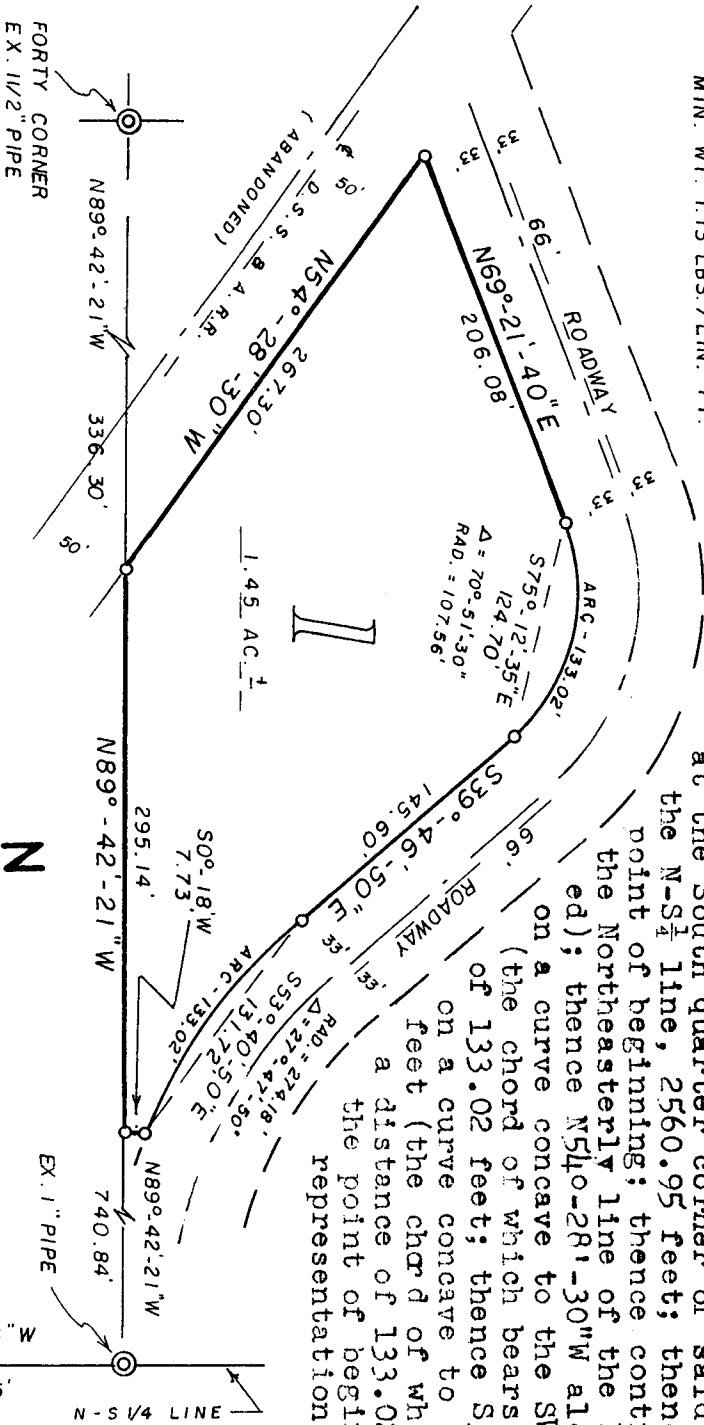 MIN. WT. 1.13 LBS./LIN. FT.
at the South quarter corner of said
the N-S¼ line, 2560.95 feet; then
point of beginning; thence cont
the Northeasterly line of the
ed); thence N54°-28'-30"W al
on a curve concave to the SW
(the chord of which bears
of 133.02 feet; thence S
on a curve concave to
feet (the chord of wh
a distance of 133.0
the point of begi
representation
33'
33'
66'
ROADWAY
33'
33'
N69°-21'-40"E
206.08'
ARC-133.02'
S75°-12'-35"E
124.70'
Δ = 70°-51'-30"
RAD. = 107.56'
50'
℄
D. S. S. & A. R.R.
(ABANDONED)
N54°-28'-30"W
267.30'
50'
I
1.45 AC. ±
S39°-46'-50"E
145.60'
66'
ROADWAY
33'
33'
ARC-133.02'
S53°-40'-50"E
131.72'
Δ = 27°-47'-50"
RAD. = 274.18'
FORTY CORNER
EX. 1 1/2" PIPE
N89°-42'-21"W
336.30'
295.14'
N89°-42'-21"W
S0°-18'W
7.73'
N89°-42'-21"W
740.84'
EX. 1" PIPE
N
"W
N-S 1/4 LINE